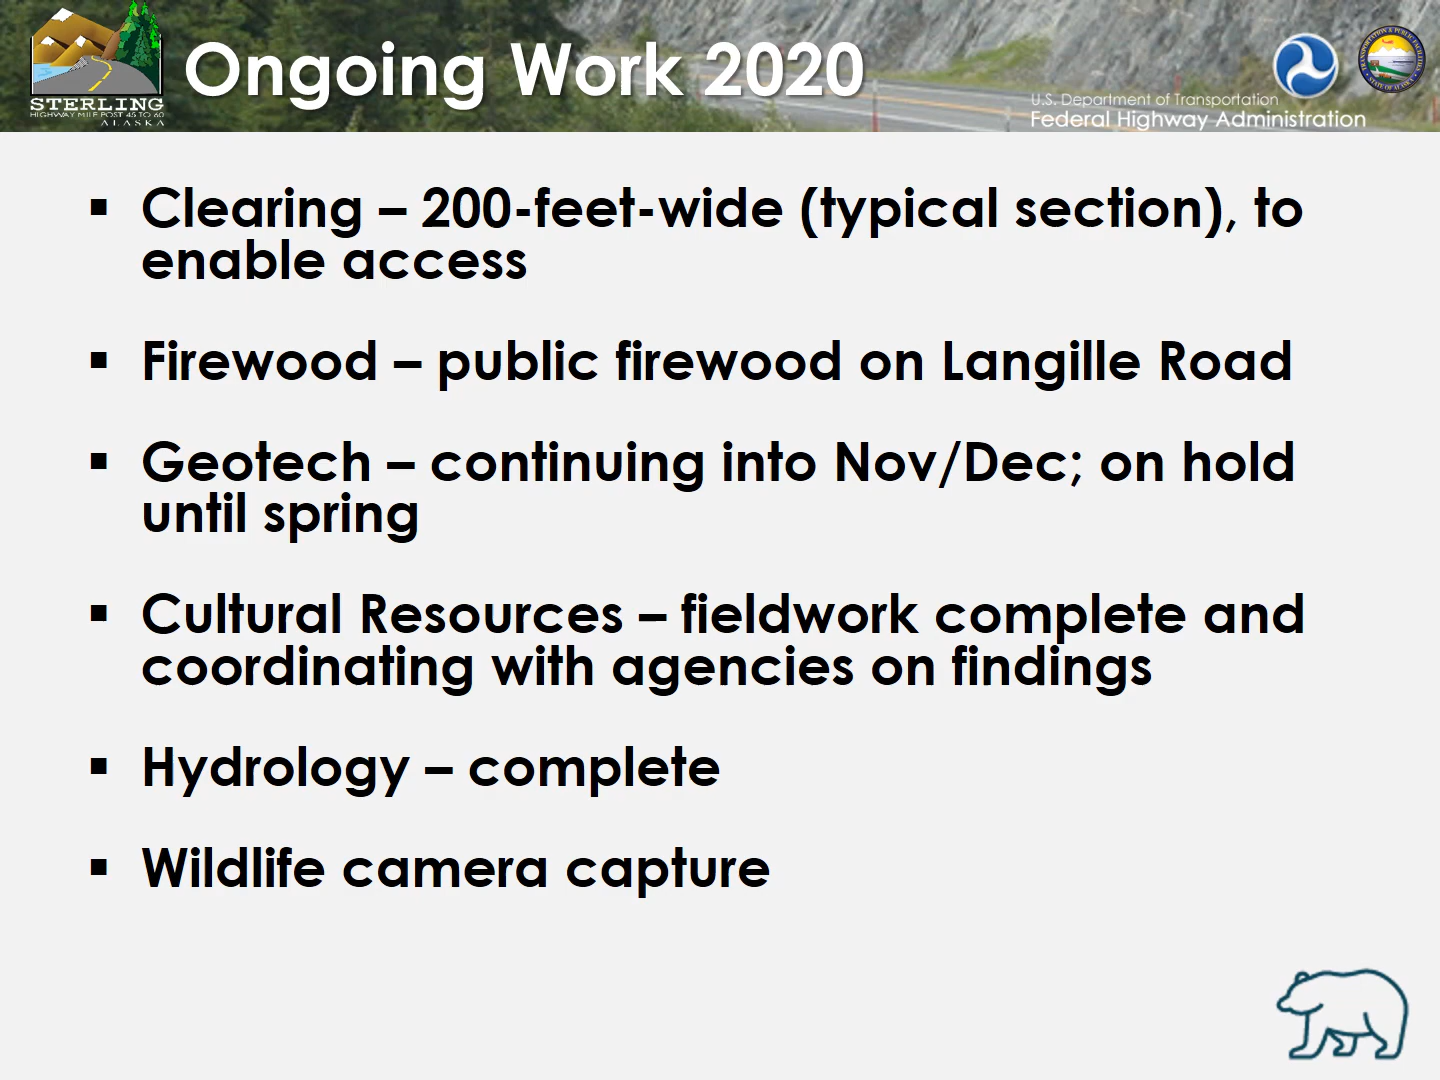 Ongoing Work 2020
STERLING
HIGHWAY MILE POST 45 TO 60
ALASKA
U.S. Department of Transportation
Federal Highway Administration
▪ Clearing – 200-feet-wide (typical section), to
enable access
▪ Firewood – public firewood on Langille Road
▪ Geotech – continuing into Nov/Dec; on hold
until spring
▪ Cultural Resources – fieldwork complete and
coordinating with agencies on findings
▪ Hydrology – complete
▪ Wildlife camera capture